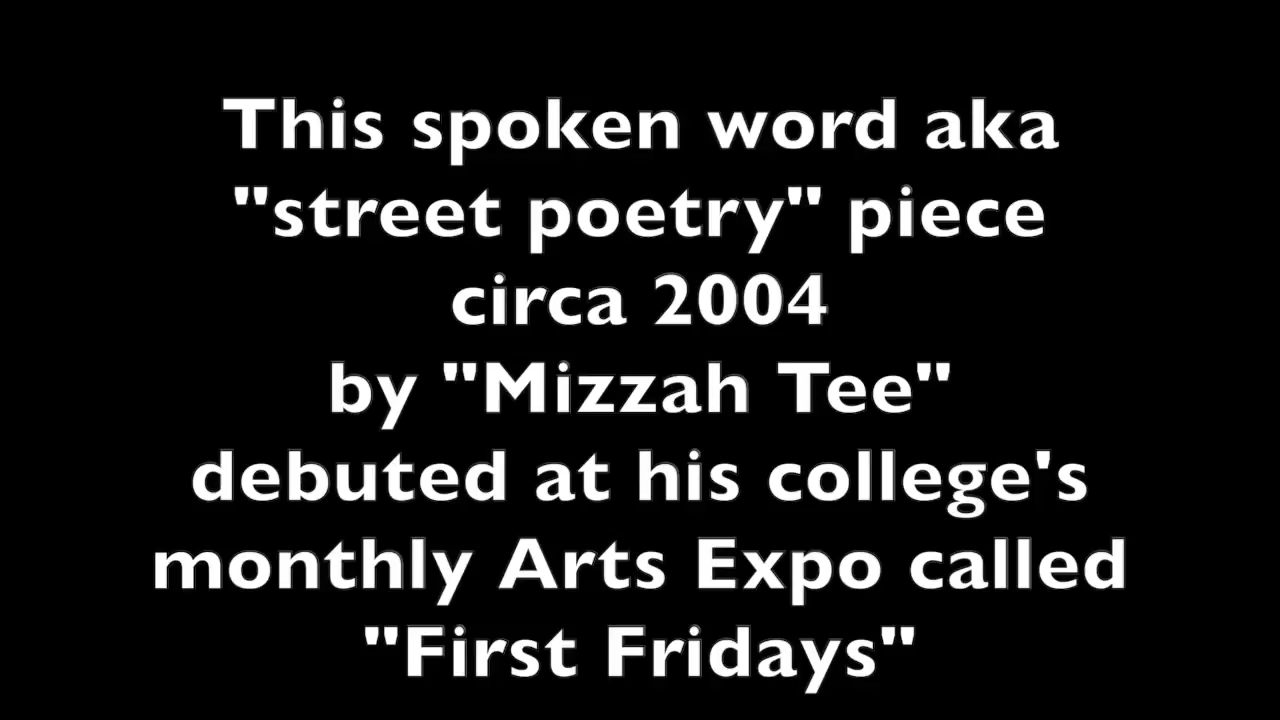 This spoken word aka
"street poetry" piece
circa 2004
by "Mizzah Tee"
debuted at his college's
monthly Arts Expo called
"First Fridays"